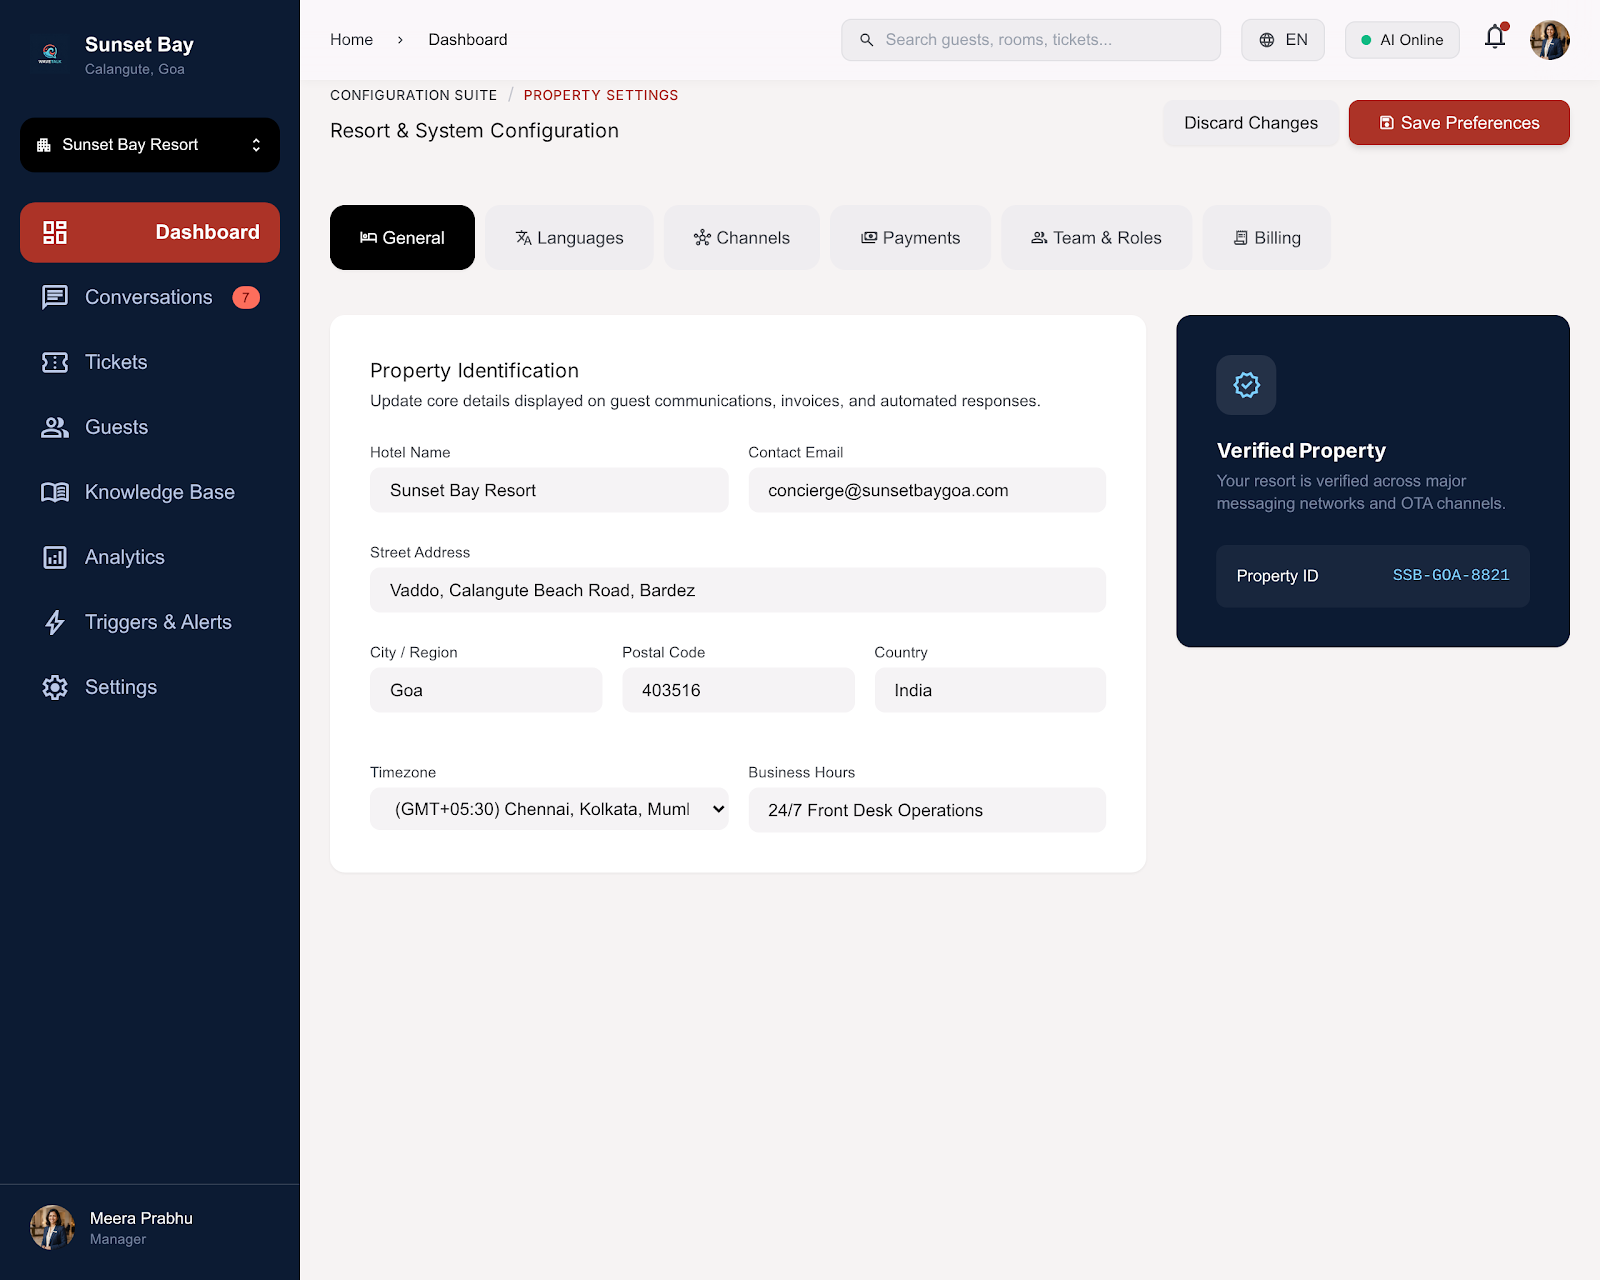 Sunset Bay
Calangute, Goa
WAVETALK
Sunset Bay Resort
Dashboard
Conversations 7
Tickets
Guests
Knowledge Base
Analytics
Triggers & Alerts
Settings
Meera Prabhu
Manager
Home › Dashboard
Search guests, rooms, tickets...
EN
AI Online
CONFIGURATION SUITE / PROPERTY SETTINGS
Resort & System Configuration
Discard Changes
Save Preferences
General
Languages
Channels
Payments
Team & Roles
Billing
Property Identification
Update core details displayed on guest communications, invoices, and automated responses.
Hotel Name
Sunset Bay Resort
Contact Email
concierge@sunsetbaygoa.com
Street Address
Vaddo, Calangute Beach Road, Bardez
City / Region
Goa
Postal Code
403516
Country
India
Timezone
(GMT+05:30) Chennai, Kolkata, Muml
Business Hours
24/7 Front Desk Operations
Verified Property
Your resort is verified across major
messaging networks and OTA channels.
Property ID
SSB-GOA-8821